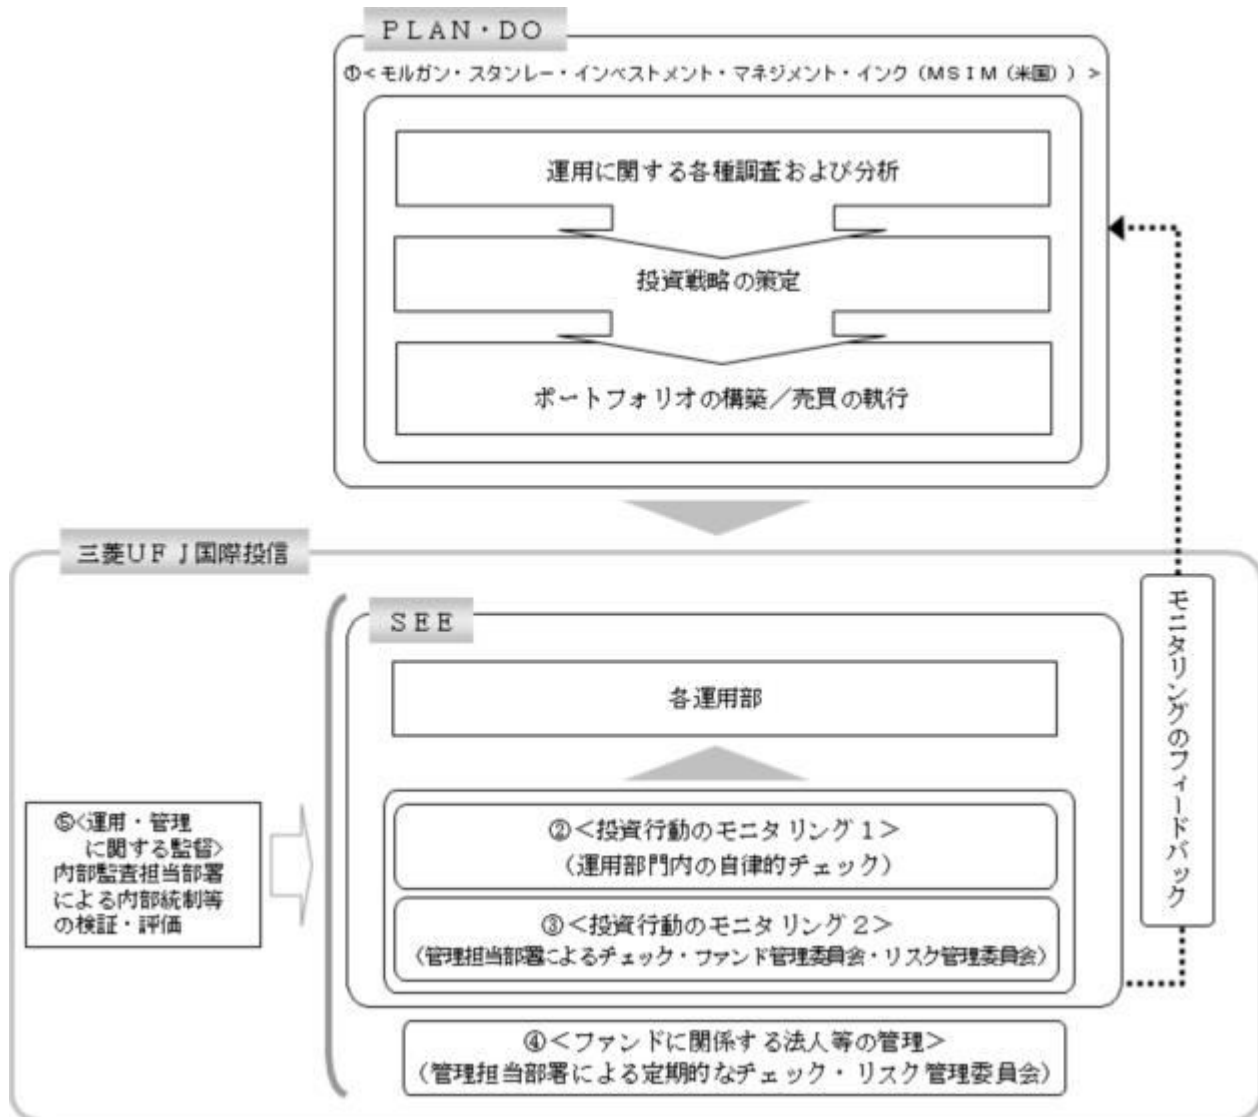 PLAN・DO
①<モルガン・スタンレー・インベストメント・マネジメント・インク（MSIM（米国））>
運用に関する各種調査および分析
投資戦略の策定
ポートフォリオの構築／売買の執行
三菱UFJ国際投信
SEE
各運用部
②<投資行動のモニタリング１>
（運用部門内の自律的チェック）
③<投資行動のモニタリング２>
（管理担当部署によるチェック・ファンド管理委員会・リスク管理委員会）
④<ファンドに関係する法人等の管理>
（管理担当部署による定期的なチェック・リスク管理委員会）
⑤<運用・管理
に関する監督>
内部監査担当部署
による内部統制等
の検証・評価
モニタリングのフィードバック